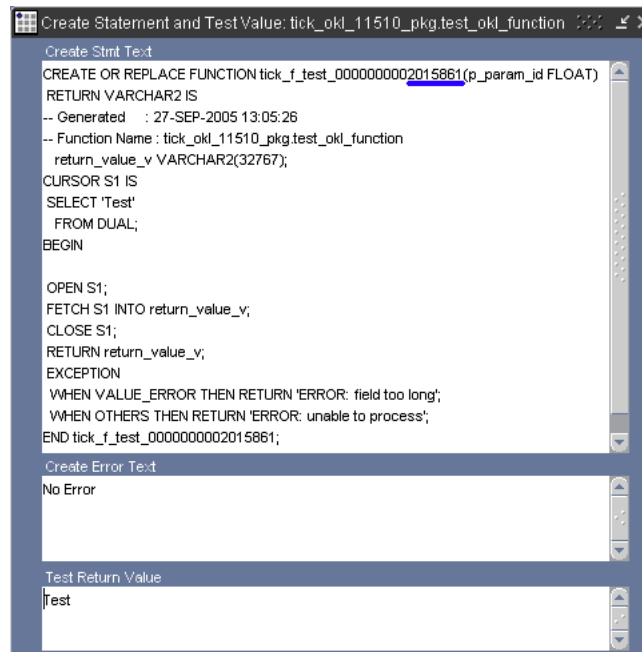 Create Statement and Test Value: tick_okl_11510_pkg.test_okl_function
Create Stmt Text
CREATE OR REPLACE FUNCTION tick_f_test_0000000002015861(p_param_id FLOAT)
RETURN VARCHAR2 IS
-- Generated : 27-SEP-2005 13:05:26
-- Function Name : tick_okl_11510_pkg.test_okl_function
return_value_v VARCHAR2(32767);
CURSOR S1 IS
SELECT 'Test'
FROM DUAL;
BEGIN
OPEN S1;
FETCH S1 INTO return_value_v;
CLOSE S1;
RETURN return_value_v;
EXCEPTION
WHEN VALUE_ERROR THEN RETURN 'ERROR: field too long';
WHEN OTHERS THEN RETURN 'ERROR: unable to process';
END tick_f_test_0000000002015861;
Create Error Text
No Error
Test Return Value
Test